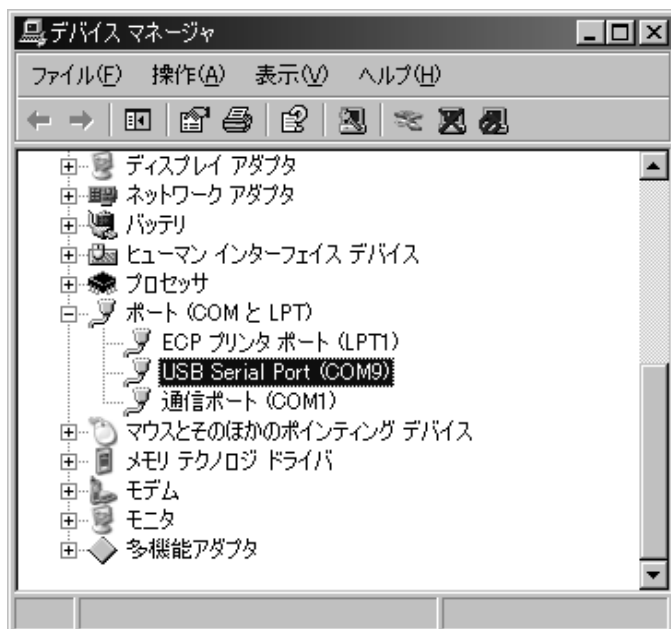 デバイス マネージャ
ファイル(F) 操作(A) 表示(V) ヘルプ(H)
ディスプレイ アダプタ
ネットワーク アダプタ
バッテリ
ヒューマン インターフェイス デバイス
プロセッサ
ポート (COM と LPT)
ECP プリンタ ポート (LPT1)
USB Serial Port (COM9)
通信ポート (COM1)
マウスとそのほかのポインティング デバイス
メモリ テクノロジ ドライバ
モデム
モニタ
多機能アダプタ